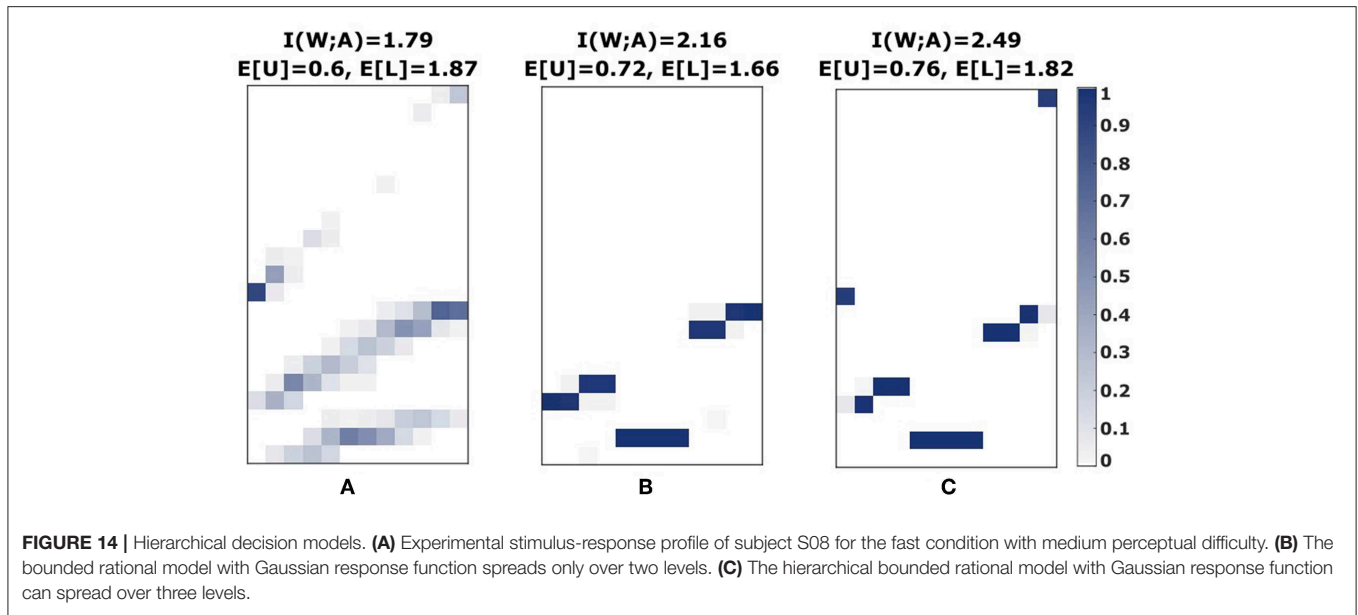 I(W;A)=1.79
E[U]=0.6, E[L]=1.87
I(W;A)=2.16
E[U]=0.72, E[L]=1.66
I(W;A)=2.49
E[U]=0.76, E[L]=1.82
1
0.9
0.8
0.7
0.6
0.5
0.4
0.3
0.2
0.1
0
A
B
C
FIGURE 14 | Hierarchical decision models. (A) Experimental stimulus-response profile of subject S08 for the fast condition with medium perceptual difficulty. (B) The
bounded rational model with Gaussian response function spreads only over two levels. (C) The hierarchical bounded rational model with Gaussian response function
can spread over three levels.